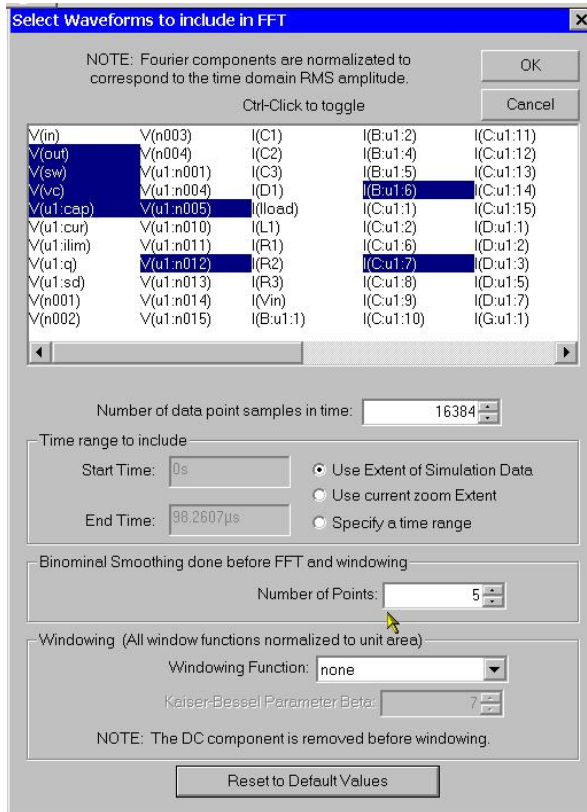 Select Waveforms to include in FFT
NOTE: Fourier components are normalizated to
correspond to the time domain RMS amplitude.
OK
Ctrl-Click to toggle
Cancel
V(in) V(n003) I(C1) I(B:u1:2) I(C:u1:11)
V(out) V(n004) I(C2) I(B:u1:4) I(C:u1:12)
V(sw) V(u1:n001) I(C3) I(B:u1:5) I(C:u1:13)
V(vc) V(u1:n004) I(D1) I(B:u1:6) I(C:u1:14)
V(u1:cap) V(u1:n005) I(Iload) I(C:u1:1) I(C:u1:15)
V(u1:cur) V(u1:n010) I(L1) I(C:u1:2) I(D:u1:1)
V(u1:ilim) V(u1:n011) I(R1) I(C:u1:6) I(D:u1:2)
V(u1:q) V(u1:n012) I(R2) I(C:u1:7) I(D:u1:3)
V(u1:sd) V(u1:n013) I(R3) I(C:u1:8) I(D:u1:5)
V(n001) V(u1:n014) I(Vin) I(C:u1:9) I(D:u1:7)
V(n002) V(u1:n015) I(B:u1:1) I(C:u1:10) I(G:u1:1)
Number of data point samples in time: 16384
Time range to include
Start Time: 0s
Use Extent of Simulation Data
Use current zoom Extent
End Time: 98.2607µs
Specify a time range
Binominal Smoothing done before FFT and windowing
Number of Points: 5
Windowing (All window functions normalized to unit area)
Windowing Function: none
Kaiser-Bessel Parameter Beta: 7
NOTE: The DC component is removed before windowing.
Reset to Default Values